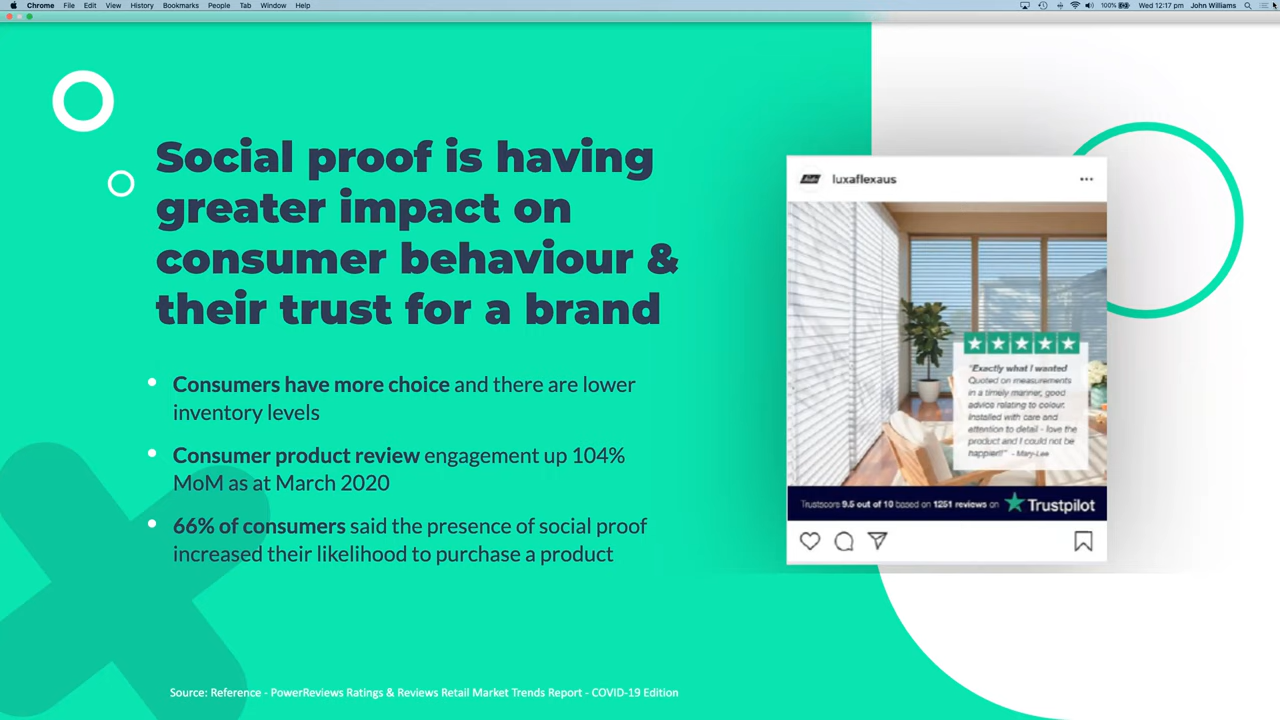 Chrome File Edit View History Bookmarks People Tab Window Help
100% Wed 12:17 pm John Williams
Social proof is having
greater impact on
consumer behaviour &
their trust for a brand
Consumers have more choice and there are lower
inventory levels
Consumer product review engagement up 104%
MoM as at March 2020
66% of consumers said the presence of social proof
increased their likelihood to purchase a product
Source: Reference - PowerReviews Ratings & Reviews Retail Market Trends Report - COVID-19 Edition
luxaflexaus
"Exactly what I wanted
Quoted on measurements
in a timely manner, good
advice relating to colour.
Installed with care and
attention to detail - love the
product and I could not be
happier!" - Mary-Lee
Trustscore 9.5 out of 10 based on 1251 reviews on Trustpilot